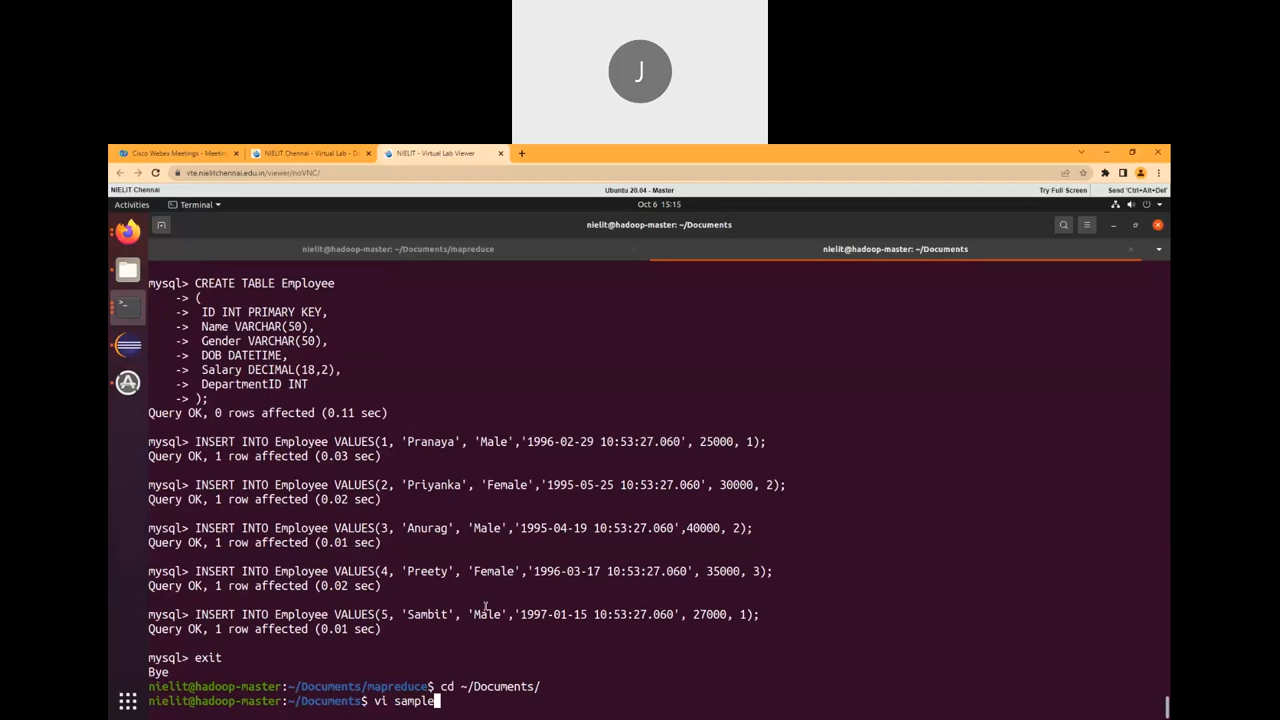 J
Cisco Webex Meetings - Meetin
NIELIT Chennai - Virtual Lab - D
NIELIT - Virtual Lab Viewer
vte.nielitchennai.edu.in/viewer/noVNC/
NIELIT Chennai
Ubuntu 20.04 - Master
Try Full Screen
Send 'Ctrl+Alt+Del'
Activities
Terminal
Oct 6 15:15
nielit@hadoop-master: ~/Documents
nielit@hadoop-master: ~/Documents/mapreduce
nielit@hadoop-master: ~/Documents
mysql> CREATE TABLE Employee
-> (
-> ID INT PRIMARY KEY,
-> Name VARCHAR(50),
-> Gender VARCHAR(50),
-> DOB DATETIME,
-> Salary DECIMAL(18,2),
-> DepartmentID INT
-> );
Query OK, 0 rows affected (0.11 sec)
mysql> INSERT INTO Employee VALUES(1, 'Pranaya', 'Male','1996-02-29 10:53:27.060', 25000, 1);
Query OK, 1 row affected (0.03 sec)
mysql> INSERT INTO Employee VALUES(2, 'Priyanka', 'Female','1995-05-25 10:53:27.060', 30000, 2);
Query OK, 1 row affected (0.02 sec)
mysql> INSERT INTO Employee VALUES(3, 'Anurag', 'Male','1995-04-19 10:53:27.060',40000, 2);
Query OK, 1 row affected (0.01 sec)
mysql> INSERT INTO Employee VALUES(4, 'Preety', 'Female','1996-03-17 10:53:27.060', 35000, 3);
Query OK, 1 row affected (0.02 sec)
mysql> INSERT INTO Employee VALUES(5, 'Sambit', 'Male','1997-01-15 10:53:27.060', 27000, 1);
Query OK, 1 row affected (0.01 sec)
mysql> exit
Bye
nielit@hadoop-master:~/Documents/mapreduce$ cd ~/Documents/
nielit@hadoop-master:~/Documents$ vi sample